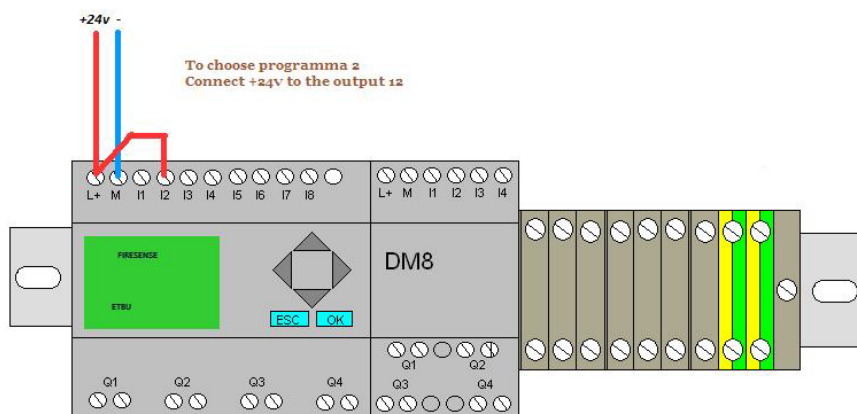 +24v -
To choose programma 2
Connect +24v to the output 12
L+ M I1 I2 I3 I4 I5 I6 I7 I8
L+ M I1 I2 I3 I4
FIRESENSE
ETBU
ESC OK
DM8
Q1 Q2
Q3 Q4
Q1 Q2 Q3 Q4